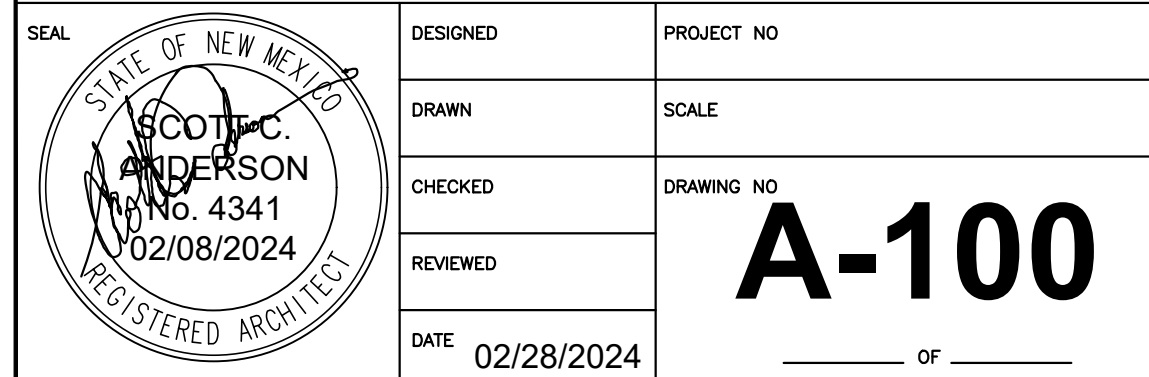 SEAL
STATE OF NEW MEXICO
SCOTT C.
ANDERSON
No. 4341
02/08/2024
REGISTERED ARCHITECT
DESIGNED
DRAWN
CHECKED
REVIEWED
DATE 02/28/2024
PROJECT NO
SCALE
DRAWING NO
A-100
OF